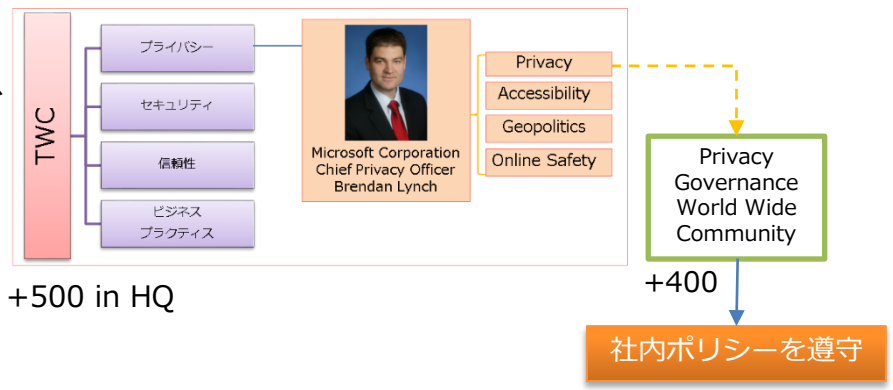 TWC
プライバシー
セキュリティ
信頼性
ビジネス
プラクティス
Microsoft Corporation
Chief Privacy Officer
Brendan Lynch
Privacy
Accessibility
Geopolitics
Online Safety
Privacy
Governance
World Wide
Community
+500 in HQ
+400
社内ポリシーを遵守